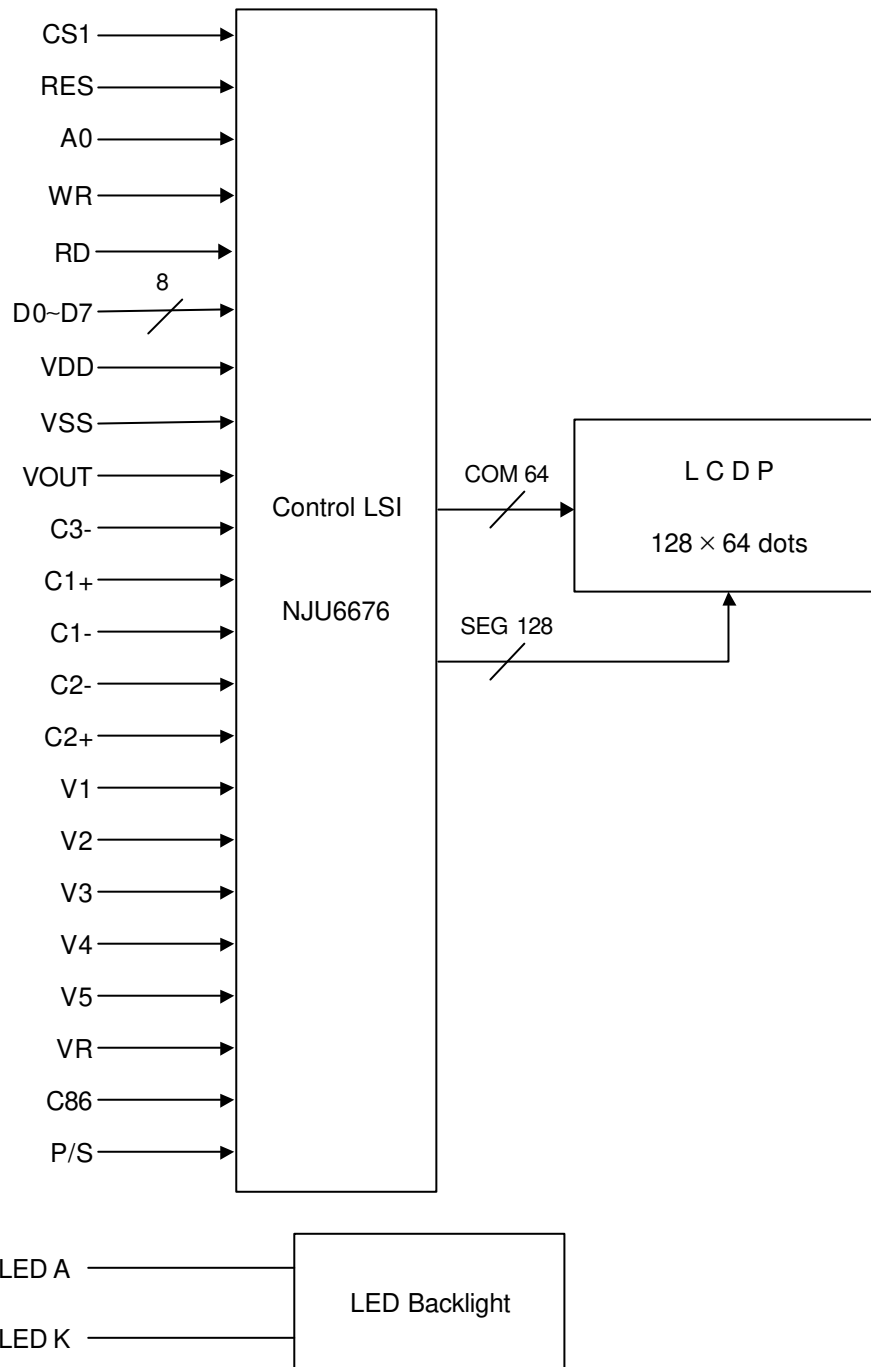 CS1
RES
A0
WR
RD
8
D0~D7
VDD
VSS
VOUT
C3-
C1+
C1-
C2-
C2+
V1
V2
V3
V4
V5
VR
C86
P/S
Control LSI
NJU6676
COM 64
SEG 128
L C D P
128 × 64 dots
LED A
LED K
LED Backlight